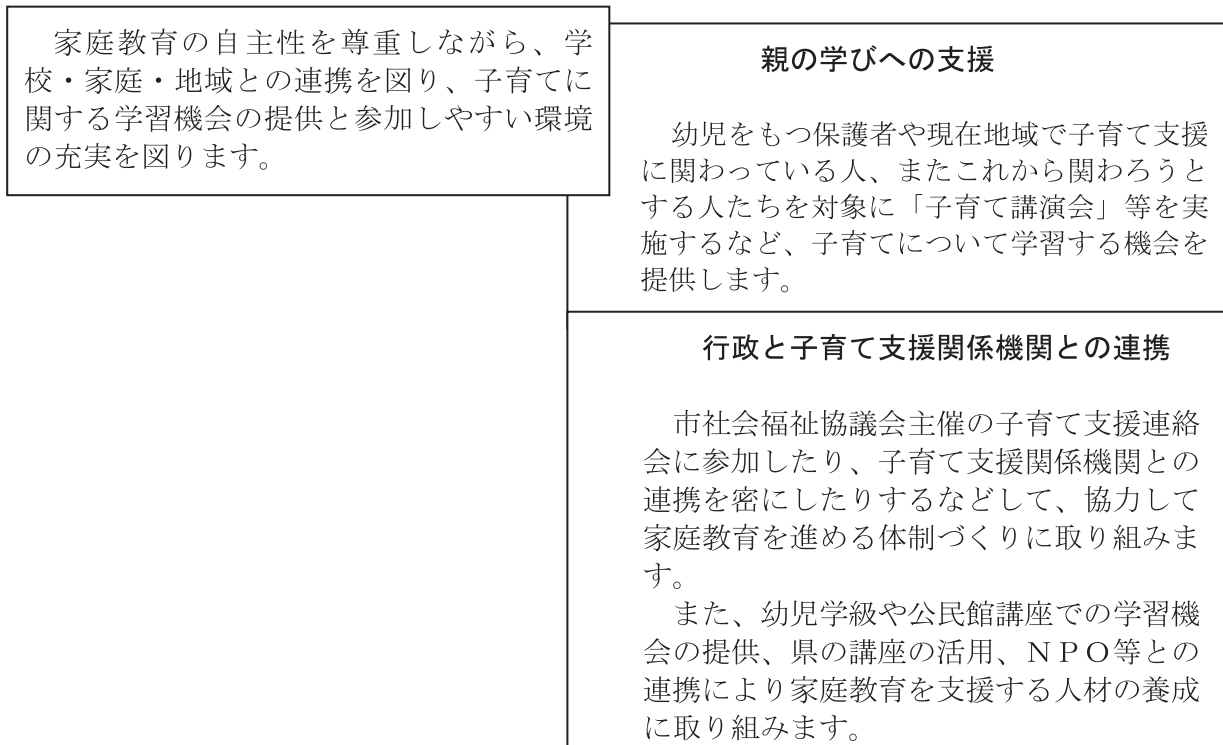 家庭教育の自主性を尊重しながら、学
校・家庭・地域との連携を図り、子育てに
関する学習機会の提供と参加しやすい環境
の充実を図ります。
親の学びへの支援
幼児をもつ保護者や現在地域で子育て支援
に関わっている人、またこれから関わろうと
する人たちを対象に「子育て講演会」等を実
施するなど、子育てについて学習する機会を
提供します。
行政と子育て支援関係機関との連携
市社会福祉協議会主催の子育て支援連絡
会に参加したり、子育て支援関係機関との
連携を密にしたりするなどして、協力して
家庭教育を進める体制づくりに取り組みま
す。
また、幼児学級や公民館講座での学習機
会の提供、県の講座の活用、ＮＰＯ等との
連携により家庭教育を支援する人材の養成
に取り組みます。